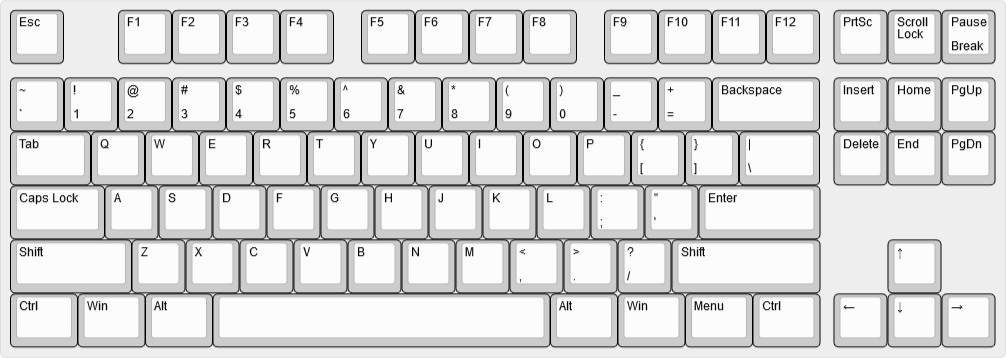 Esc F1 F2 F3 F4 F5 F6 F7 F8 F9 F10 F11 F12 PrtSc Scroll Lock Pause Break
~ ! @ # $ % ^ & * ( ) _ + Backspace Insert Home PgUp
` 1 2 3 4 5 6 7 8 9 0 - =
Tab Q W E R T Y U I O P { } | Delete End PgDn
[ ] \
Caps Lock A S D F G H J K L : " Enter
; '
Shift Z X C V B N M < > ? Shift ↑
, . /
Ctrl Win Alt Alt Win Menu Ctrl ← ↓ →